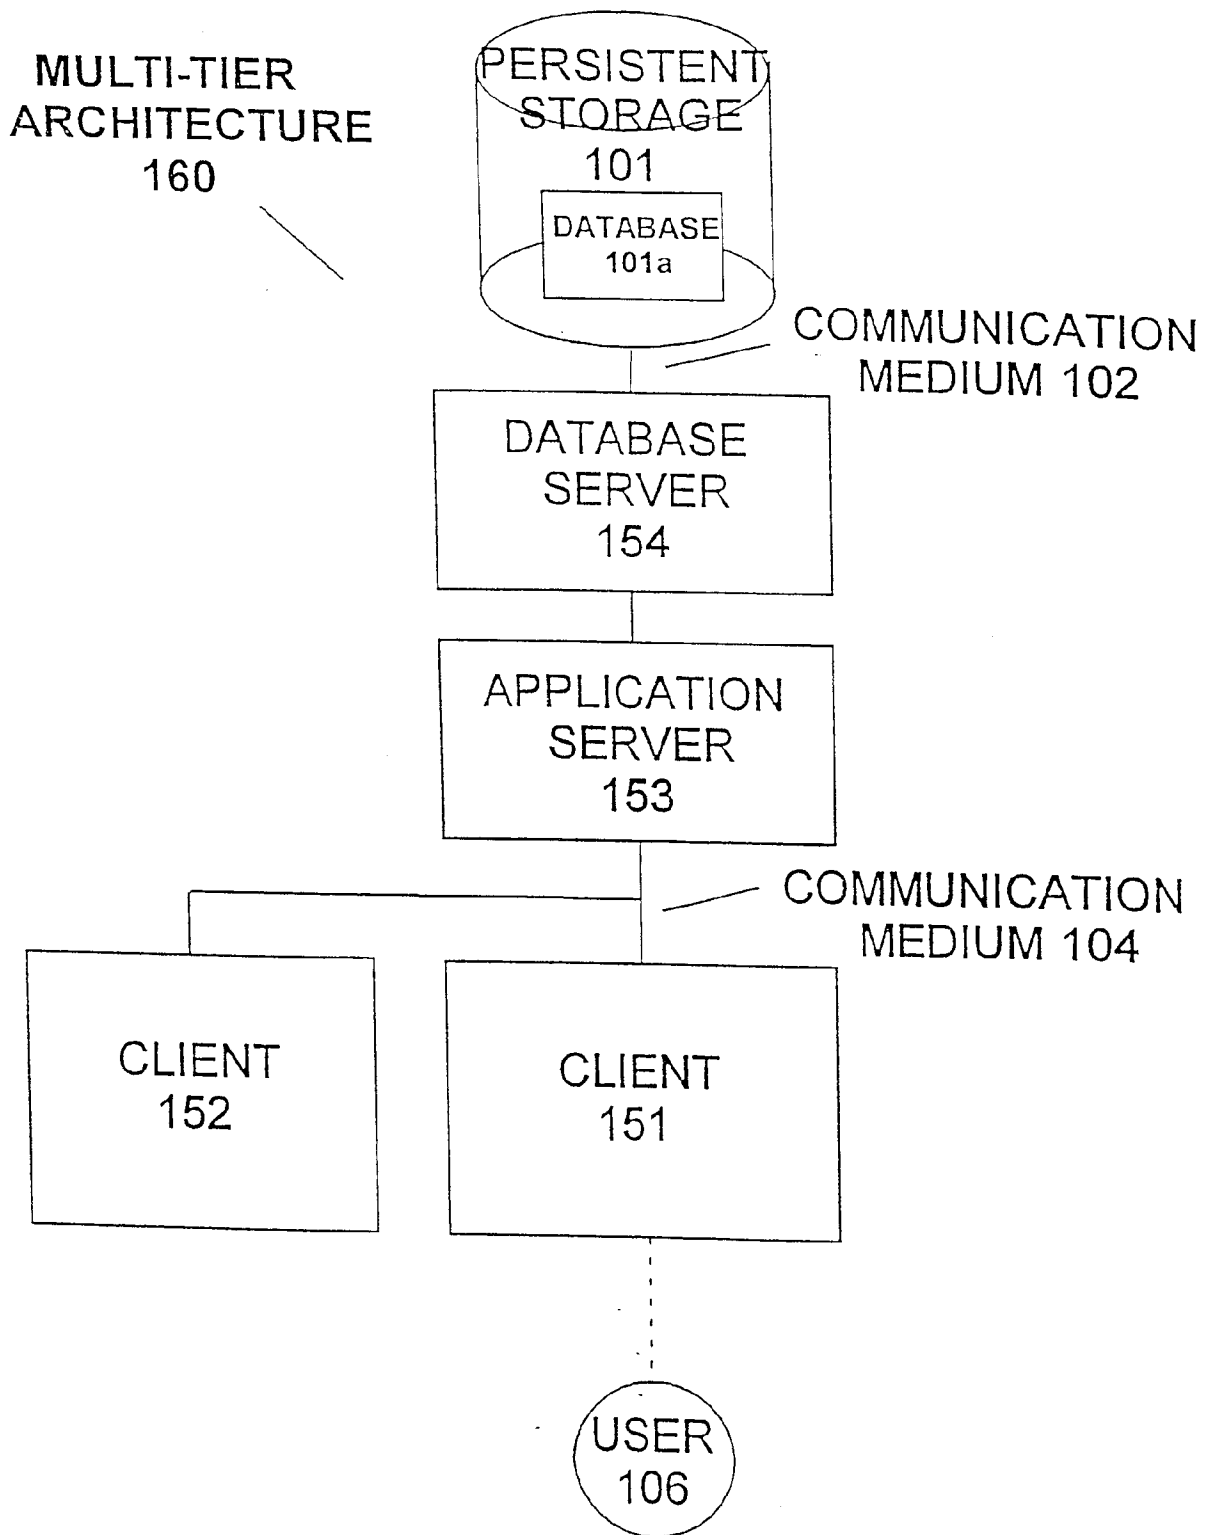 MULTI-TIER
ARCHITECTURE
160
PERSISTENT
STORAGE
101
DATABASE
101a
COMMUNICATION
MEDIUM 102
DATABASE
SERVER
154
APPLICATION
SERVER
153
COMMUNICATION
MEDIUM 104
CLIENT
152
CLIENT
151
USER
106